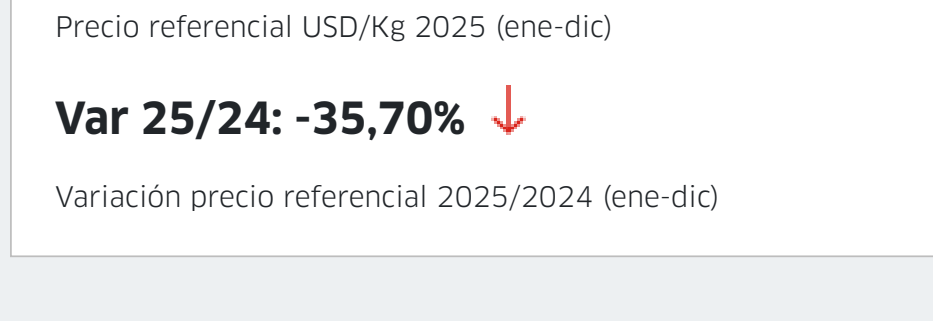 Precio referencial USD/Kg 2025 (ene-dic)
Var 25/24: -35,70%
Variación precio referencial 2025/2024 (ene-dic)